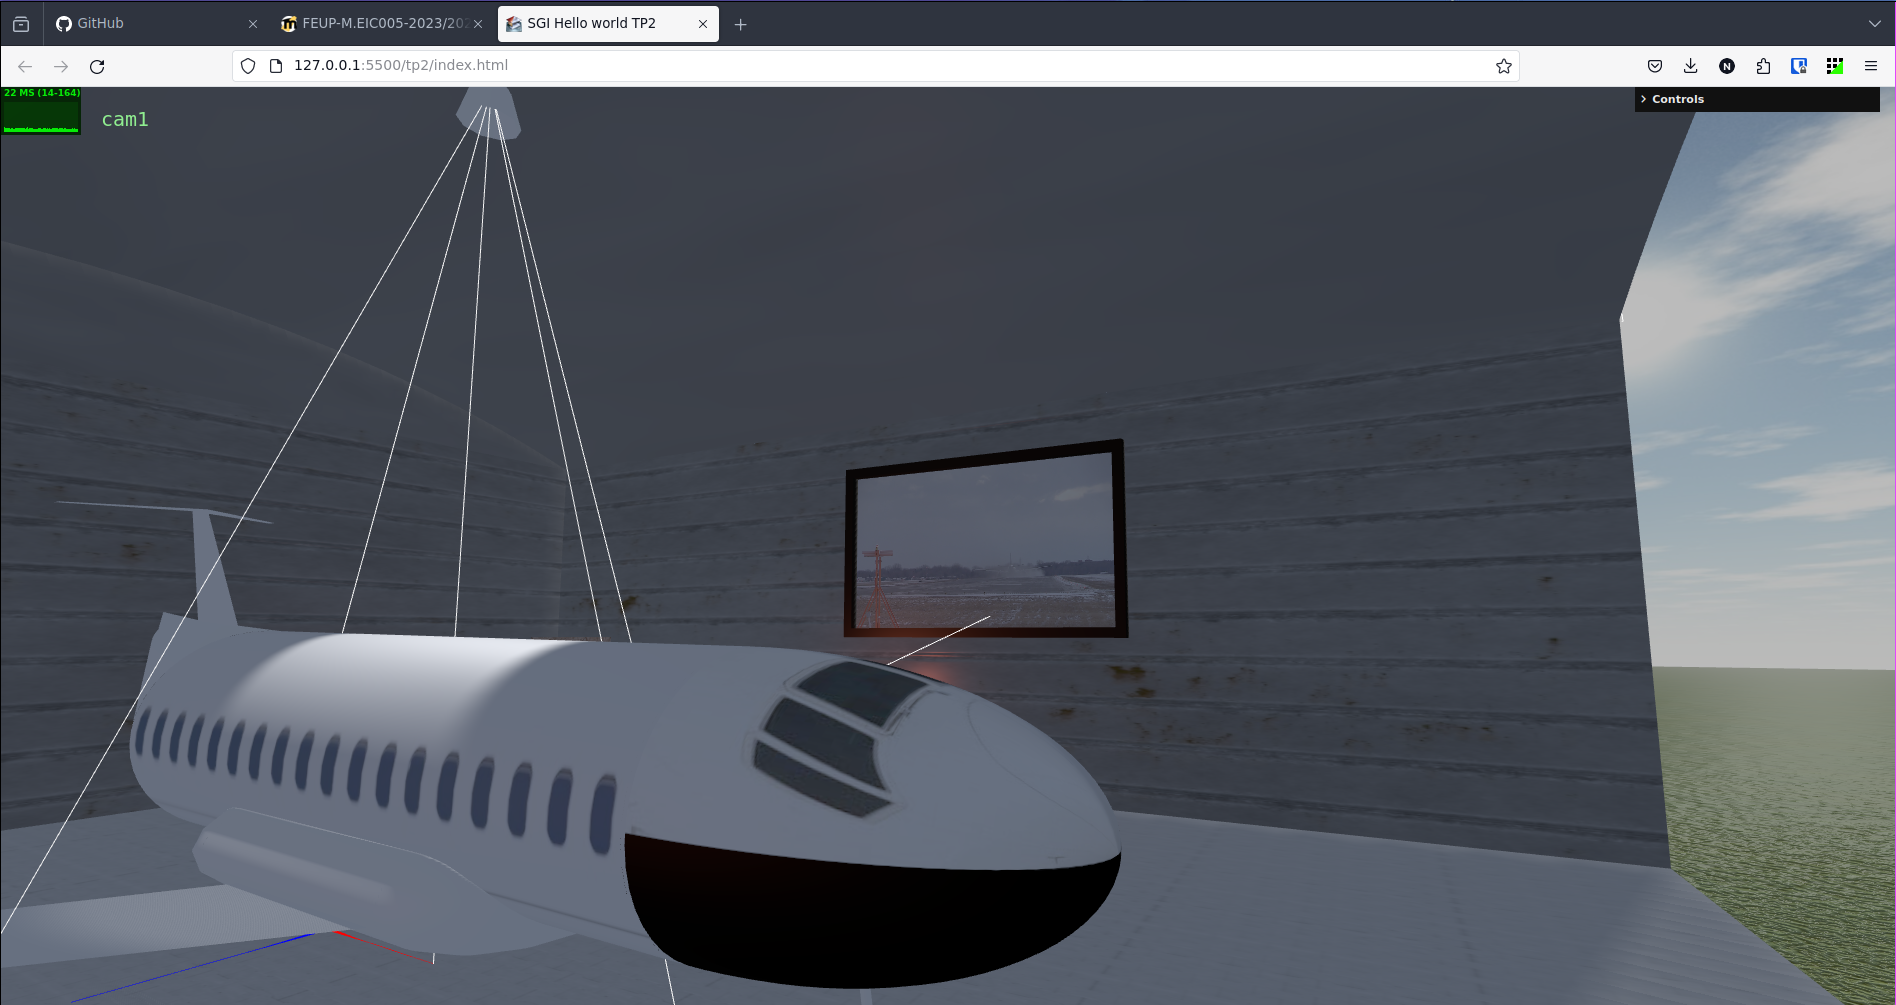 GitHub
FEUP-M.EIC005-2023/202
SGI Hello world TP2
127.0.0.1:5500/tp2/index.html
N
22 MS (14-164)
cam1
Controls